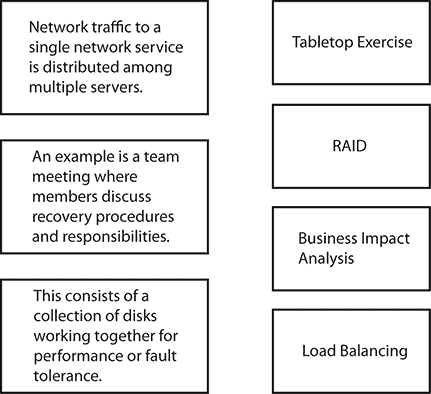 Network traffic to a
single network service
is distributed among
multiple servers.
An example is a team
meeting where
members discuss
recovery procedures
and responsibilities.
This consists of a
collection of disks
working together for
performance or fault
tolerance.
Tabletop Exercise
RAID
Business Impact
Analysis
Load Balancing